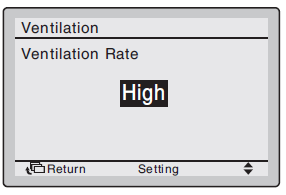 Ventilation
Ventilation Rate
High
Return Setting